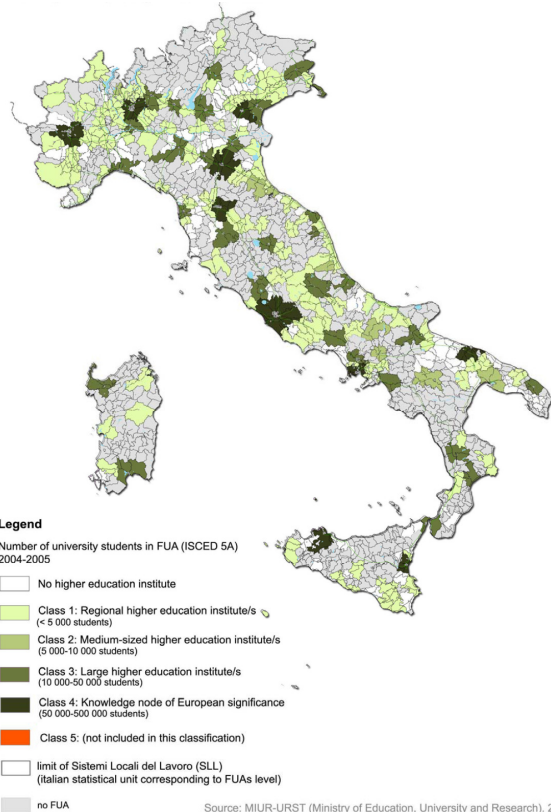 Legend
Number of university students in FUA (ISCED 5A)
2004-2005
No higher education institute
Class 1: Regional higher education institute/s
(< 5 000 students)
Class 2: Medium-sized higher education institute/s
(5 000-10 000 students)
Class 3: Large higher education institute/s
(10 000-50 000 students)
Class 4: Knowledge node of European significance
(50 000-500 000 students)
Class 5: (not included in this classification)
limit of Sistemi Locali del Lavoro (SLL)
(italian statistical unit corresponding to FUAs level)
no FUA
Source: MIUR-URST (Ministry of Education, University and Research), 2